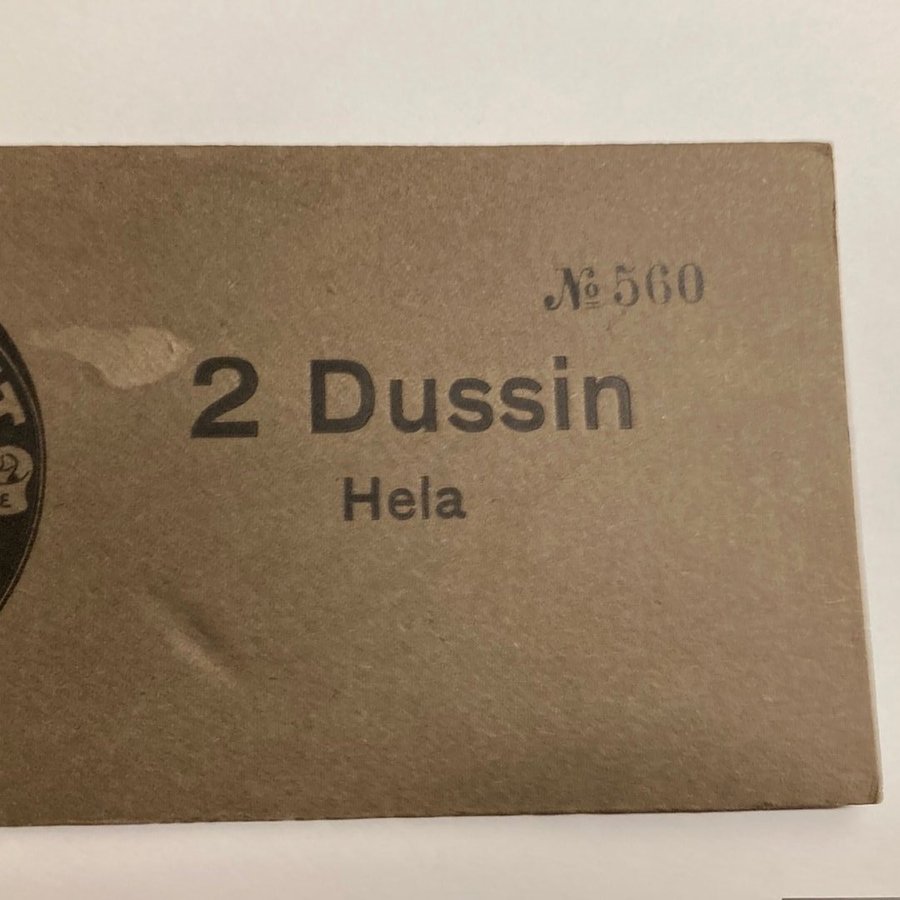 № 560
2 Dussin
Hela